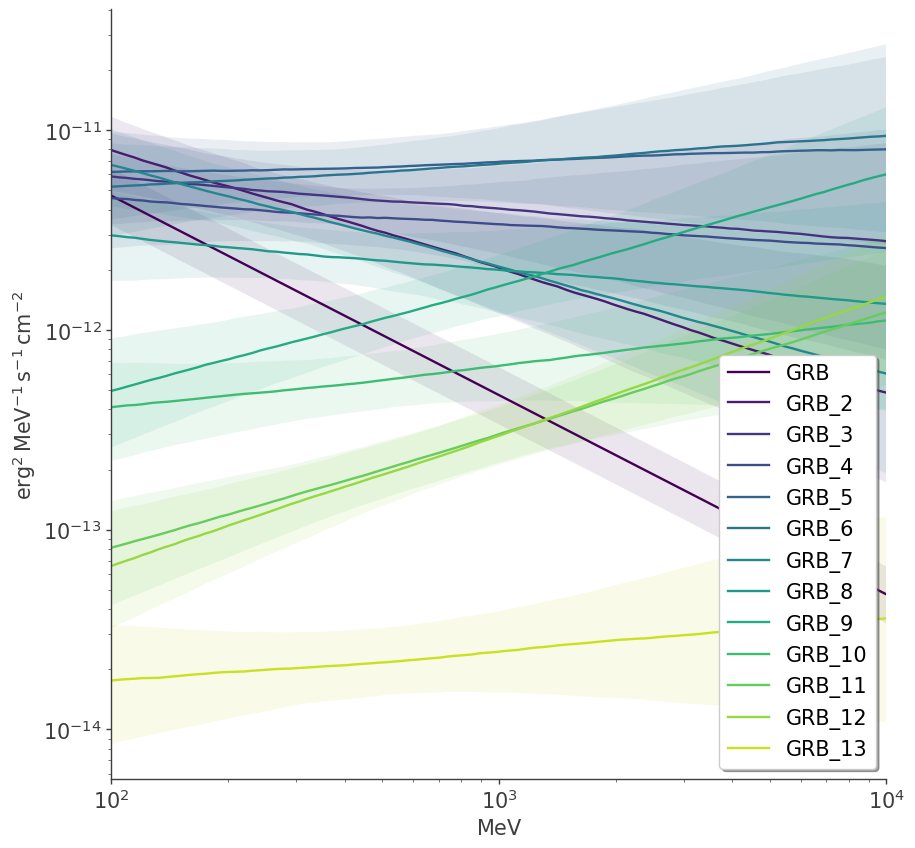 10⁻¹¹
10⁻¹²
10⁻¹³
10⁻¹⁴
erg² MeV⁻¹ s⁻¹ cm⁻²
GRB
GRB_2
GRB_3
GRB_4
GRB_5
GRB_6
GRB_7
GRB_8
GRB_9
GRB_10
GRB_11
GRB_12
GRB_13
10² 10³ 10⁴
MeV